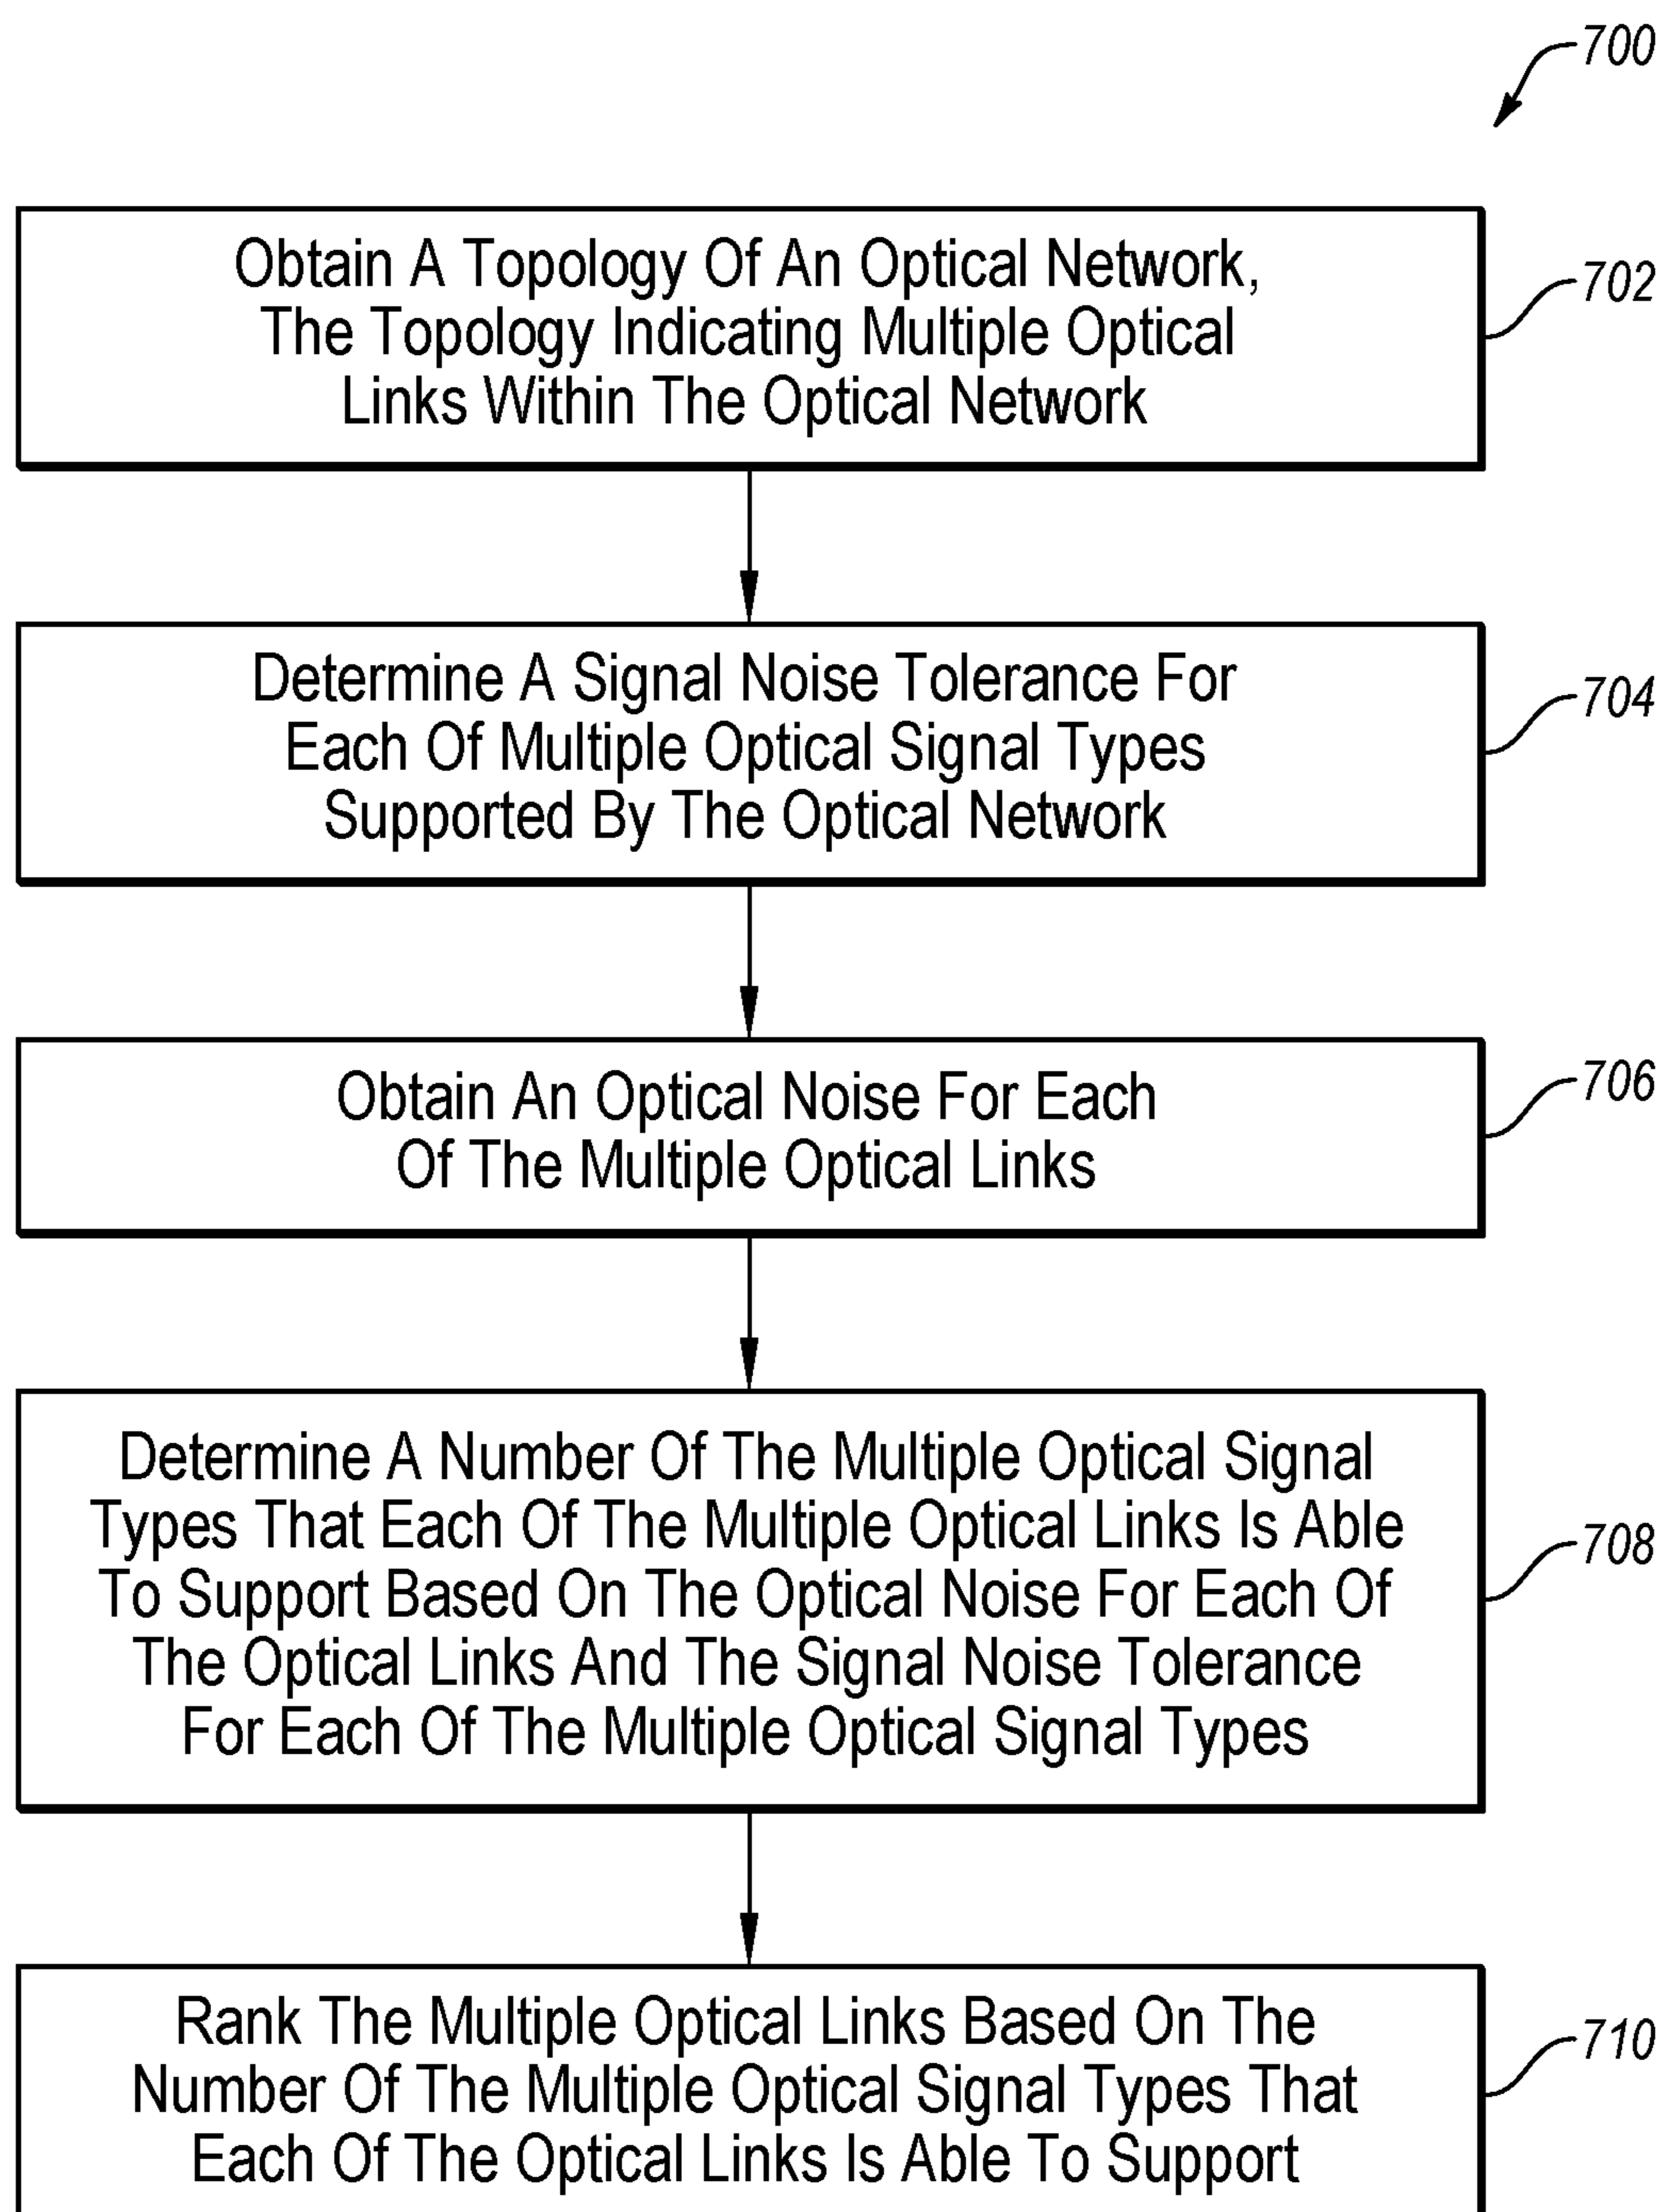 700
Obtain A Topology Of An Optical Network,
The Topology Indicating Multiple Optical
Links Within The Optical Network
702
Determine A Signal Noise Tolerance For
Each Of Multiple Optical Signal Types
Supported By The Optical Network
704
Obtain An Optical Noise For Each
Of The Multiple Optical Links
706
Determine A Number Of The Multiple Optical Signal
Types That Each Of The Multiple Optical Links Is Able
To Support Based On The Optical Noise For Each Of
The Optical Links And The Signal Noise Tolerance
For Each Of The Multiple Optical Signal Types
708
Rank The Multiple Optical Links Based On The
Number Of The Multiple Optical Signal Types That
Each Of The Optical Links Is Able To Support
710